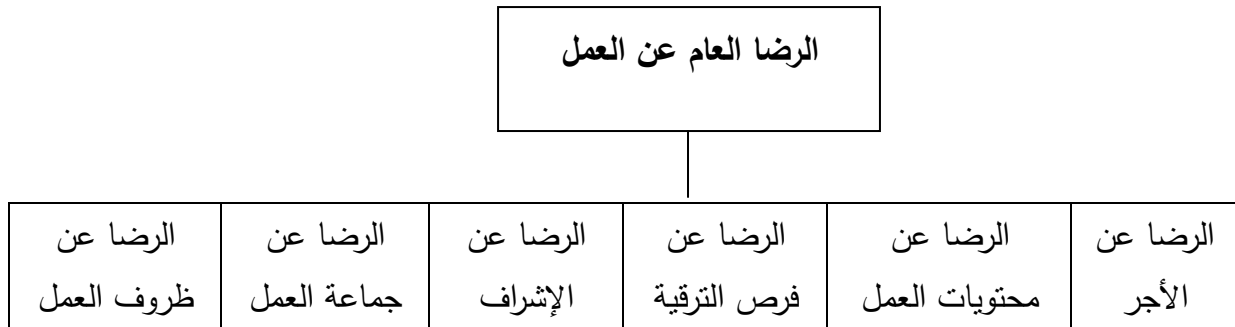 الرضا العام عن العمل
الرضا عن
الأجر
الرضا عن
محتويات العمل
الرضا عن
فرص الترقية
الرضا عن
الإشراف
الرضا عن
جماعة العمل
الرضا عن
ظروف العمل